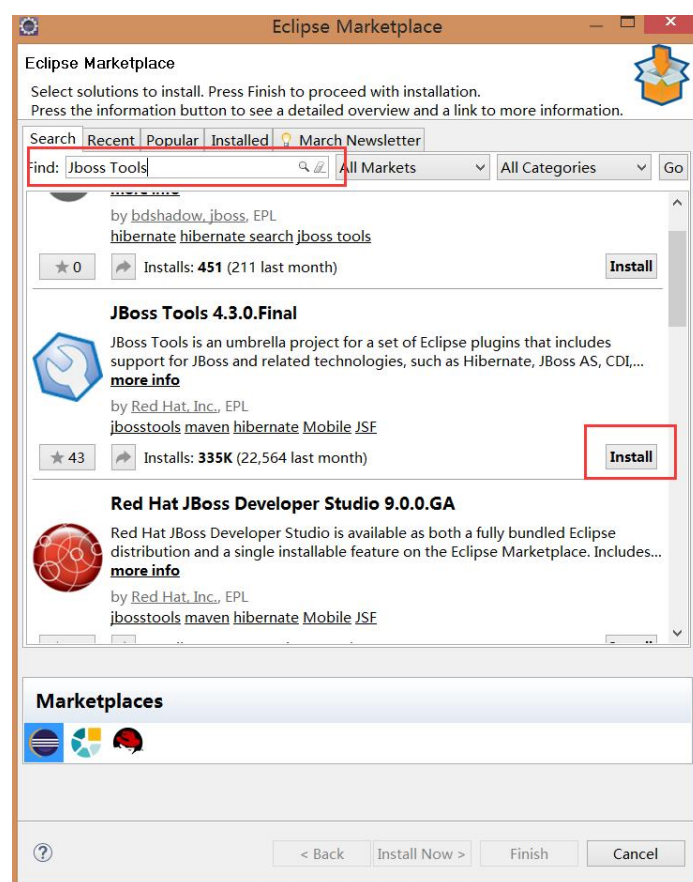 Eclipse Marketplace
Eclipse Marketplace
Select solutions to install. Press Finish to proceed with installation.
Press the information button to see a detailed overview and a link to more information.
Search Recent Popular Installed March Newsletter
Find: Jboss Tools All Markets All Categories Go
more info
by bdshadow, jboss, EPL
hibernate hibernate search jboss tools
0 Installs: 451 (211 last month) Install
JBoss Tools 4.3.0.Final
JBoss Tools is an umbrella project for a set of Eclipse plugins that includes
support for JBoss and related technologies, such as Hibernate, JBoss AS, CDI,...
more info
by Red Hat, Inc., EPL
jbosstools maven hibernate Mobile JSF
43 Installs: 335K (22,564 last month) Install
Red Hat JBoss Developer Studio 9.0.0.GA
Red Hat JBoss Developer Studio is available as both a fully bundled Eclipse
distribution and a single installable feature on the Eclipse Marketplace. Includes...
more info
by Red Hat, Inc., EPL
jbosstools maven hibernate Mobile JSF
Marketplaces
? < Back Install Now > Finish Cancel